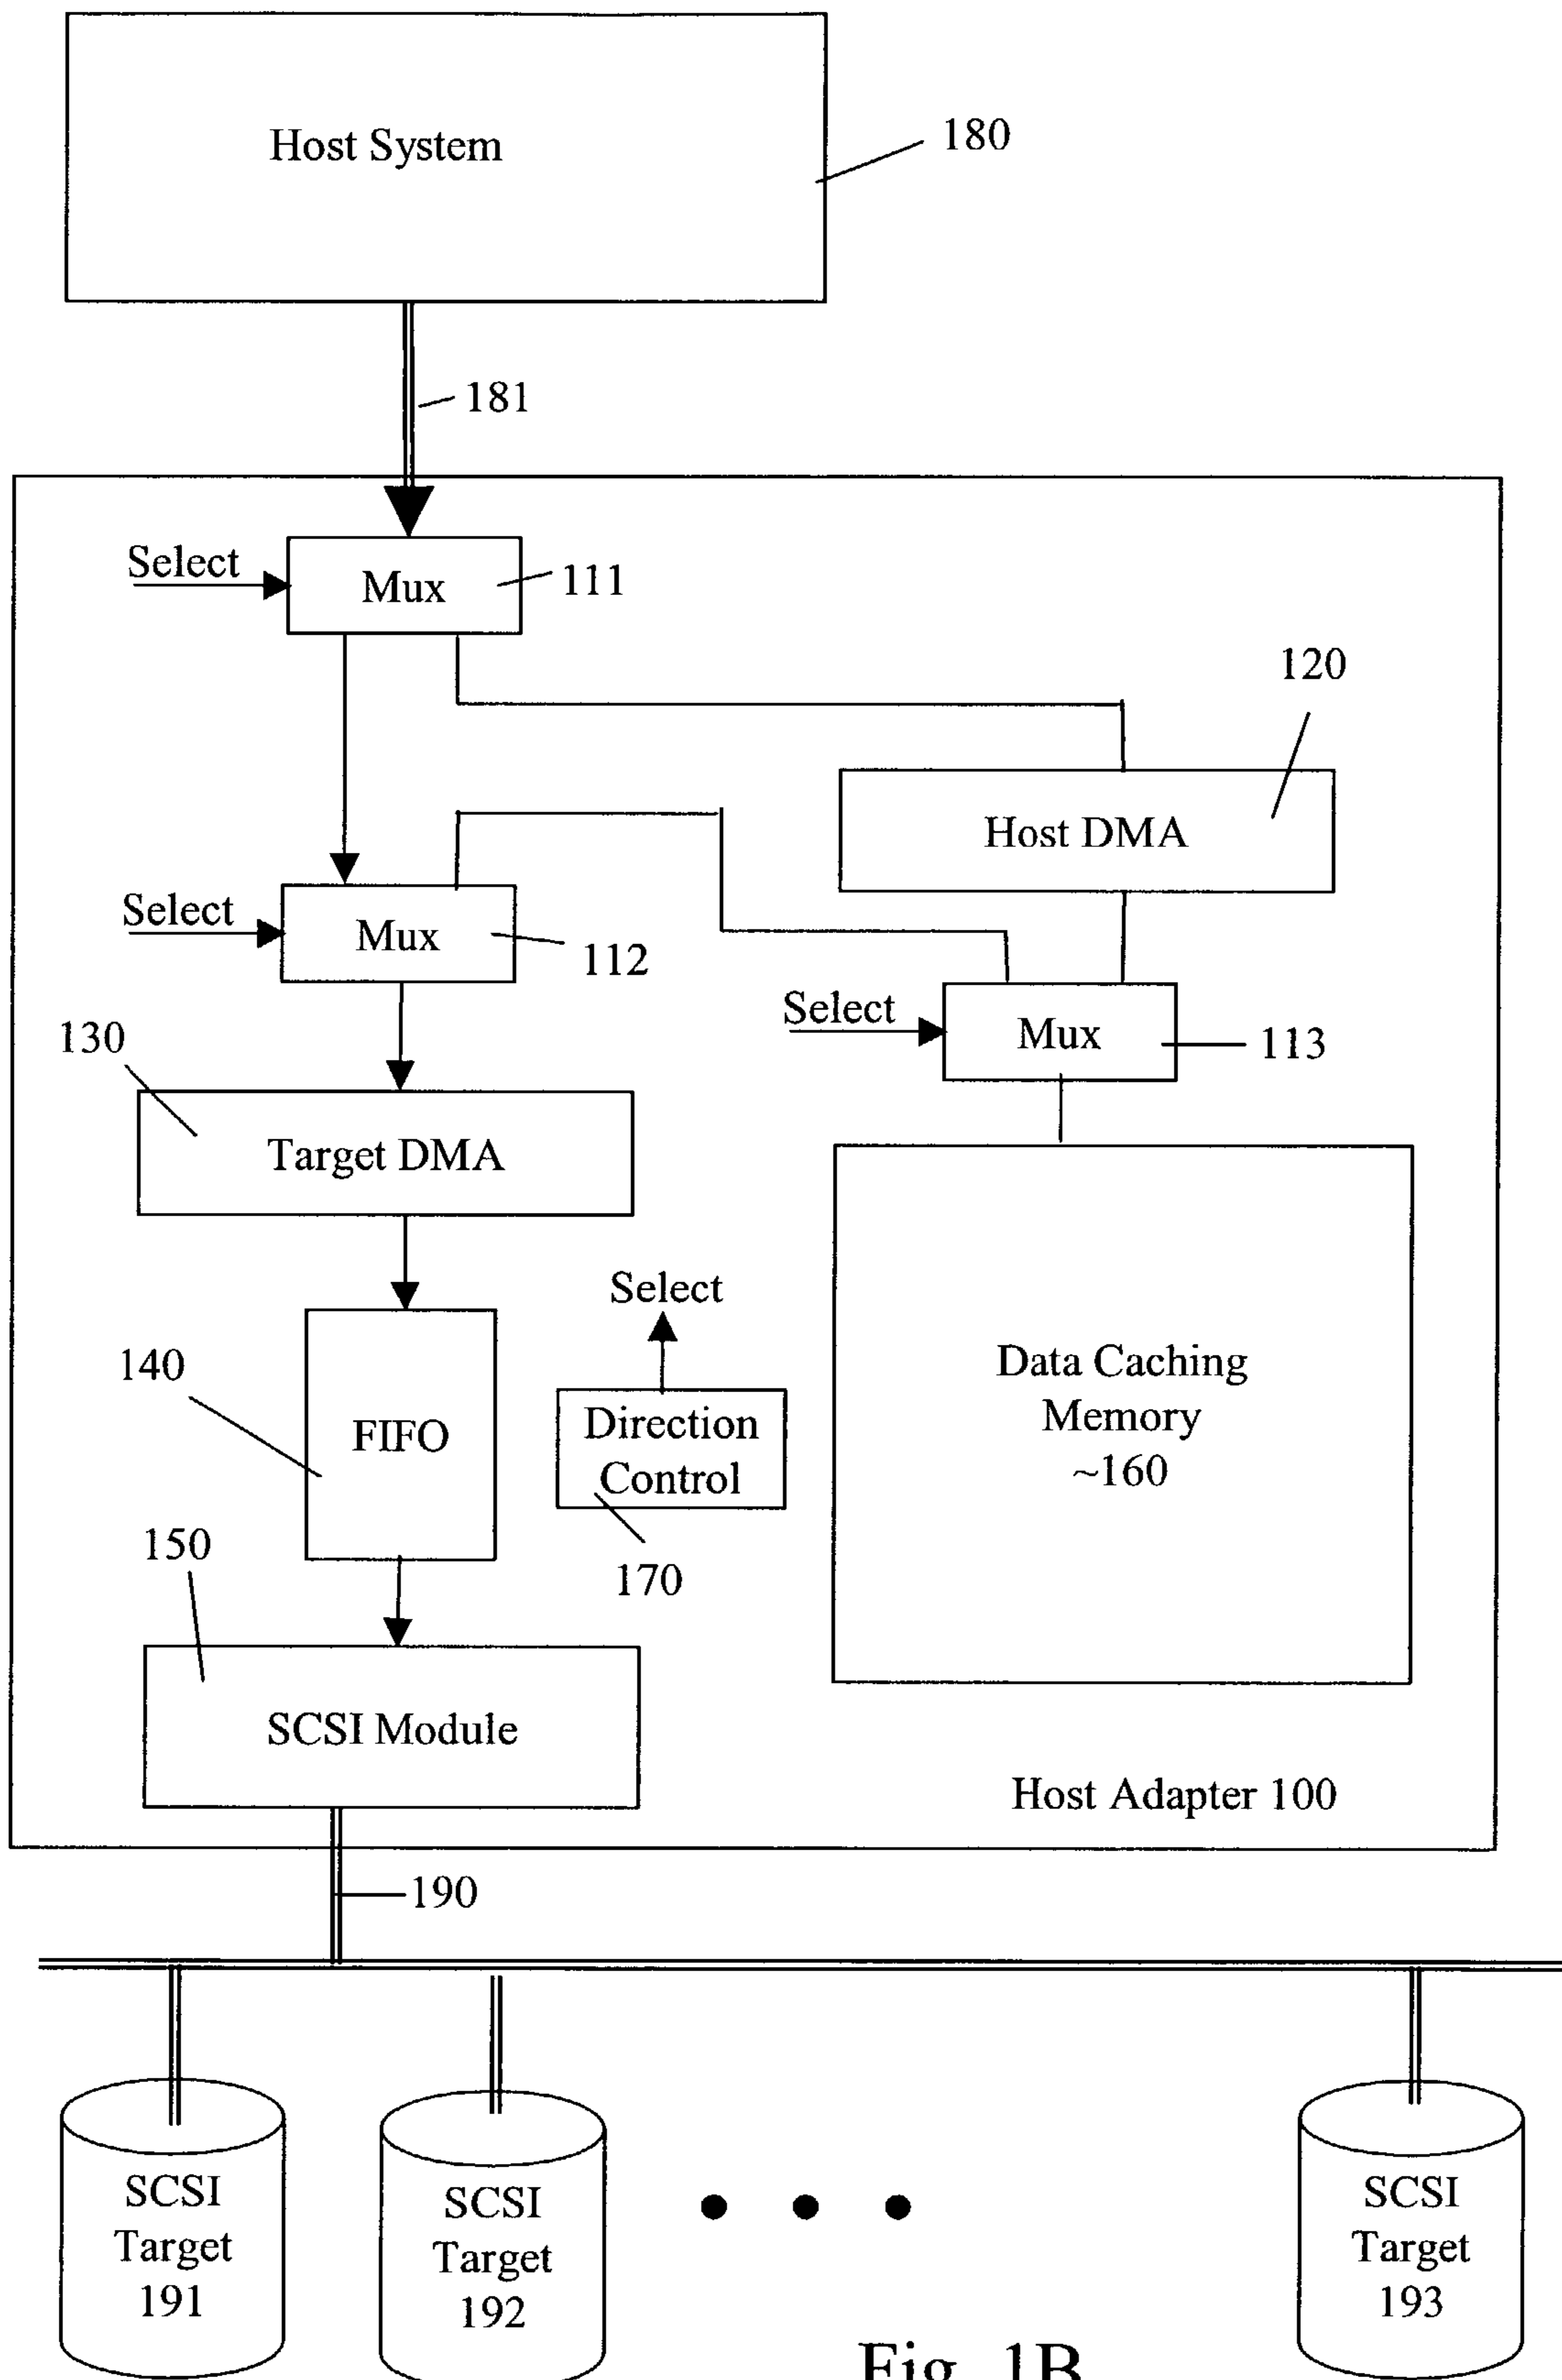 Host System
180
181
Select
Mux
111
120
Host DMA
Select
Mux
112
Select
Mux
113
130
Target DMA
Select
140
FIFO
Direction
Control
170
Data Caching
Memory
~160
150
SCSI Module
Host Adapter 100
190
SCSI
Target
191
SCSI
Target
192
SCSI
Target
193
Fig. 1B